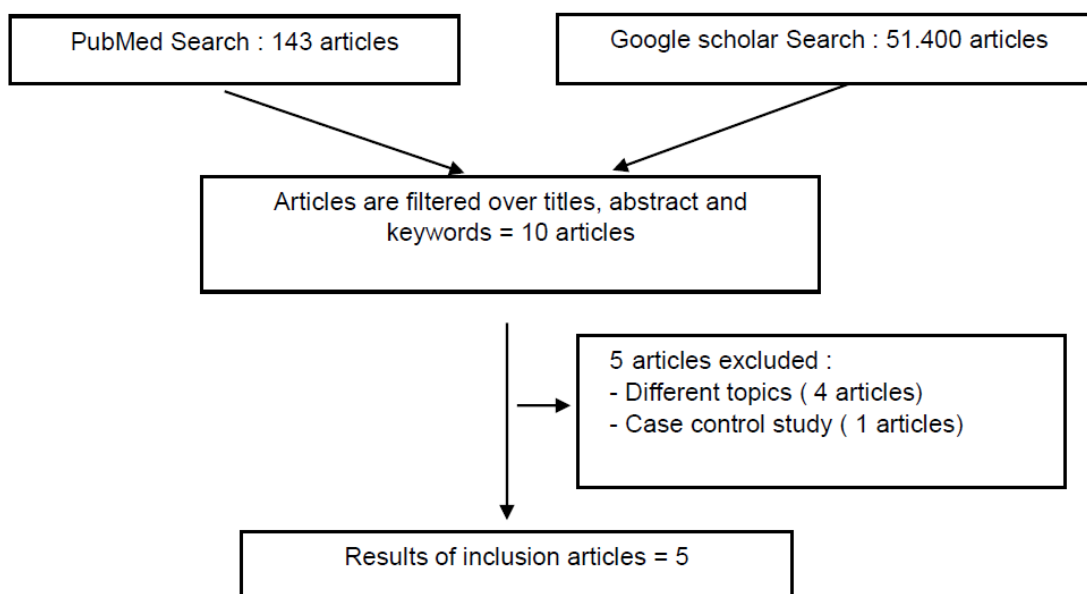 PubMed Search : 143 articles
Google scholar Search : 51.400 articles
Articles are filtered over titles, abstract and
keywords = 10 articles
5 articles excluded :
- Different topics ( 4 articles)
- Case control study ( 1 articles)
Results of inclusion articles = 5